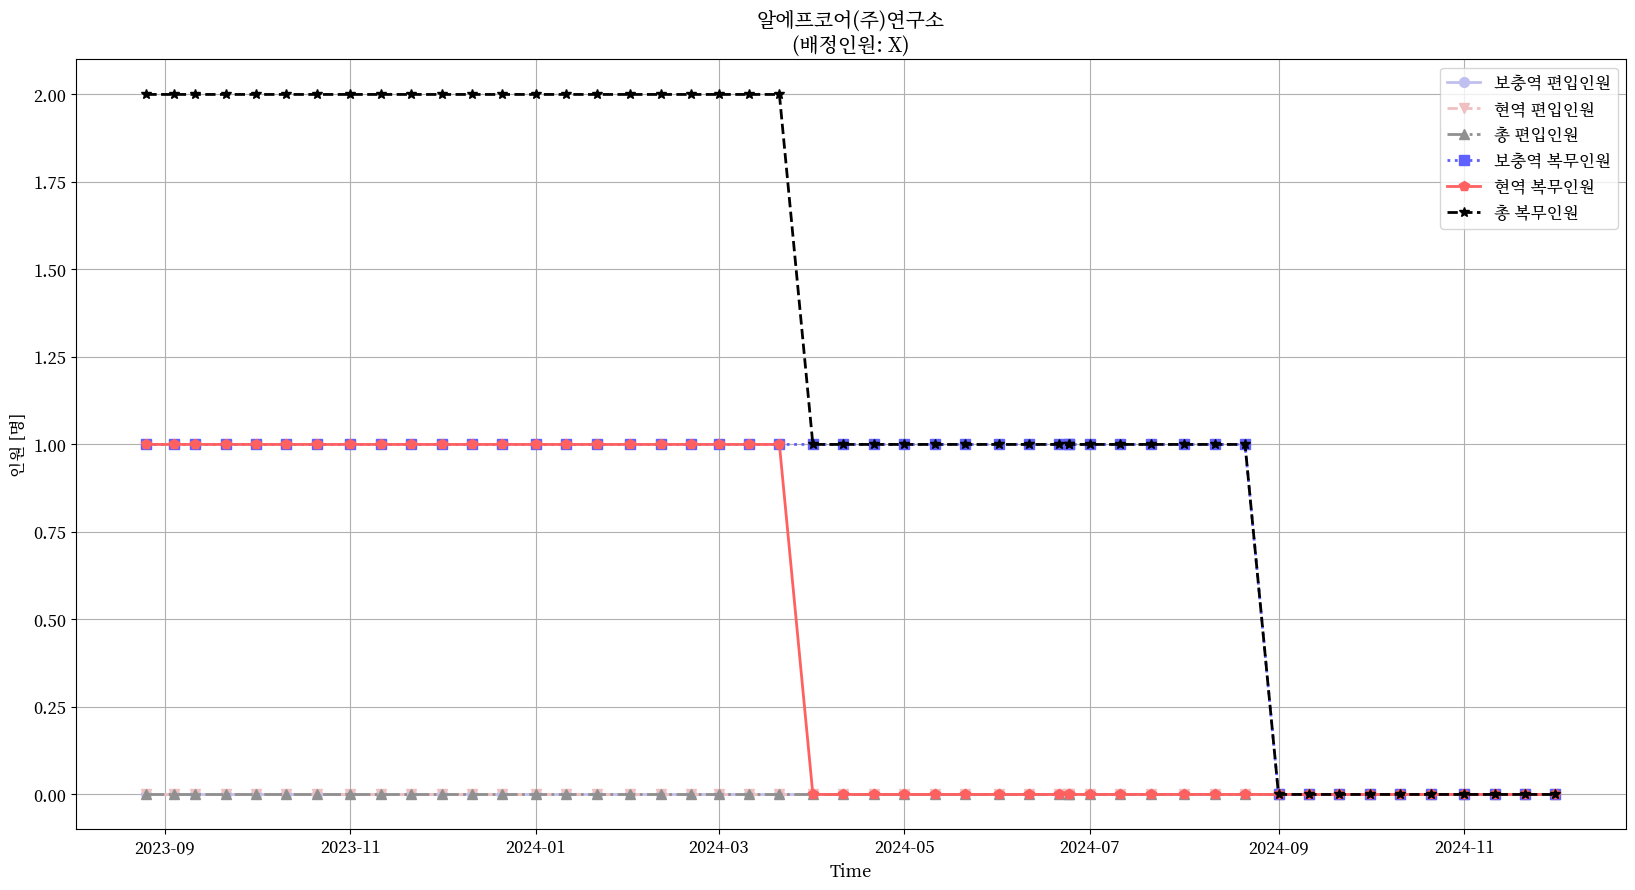 알에프코어(주)연구소
(배정인원: X)
보충역 편입인원
현역 편입인원
총 편입인원
보충역 복무인원
현역 복무인원
총 복무인원
인원 [명]
2.00
1.75
1.50
1.25
1.00
0.75
0.50
0.25
0.00
2023-09
2023-11
2024-01
2024-03
2024-05
2024-07
2024-09
2024-11
Time